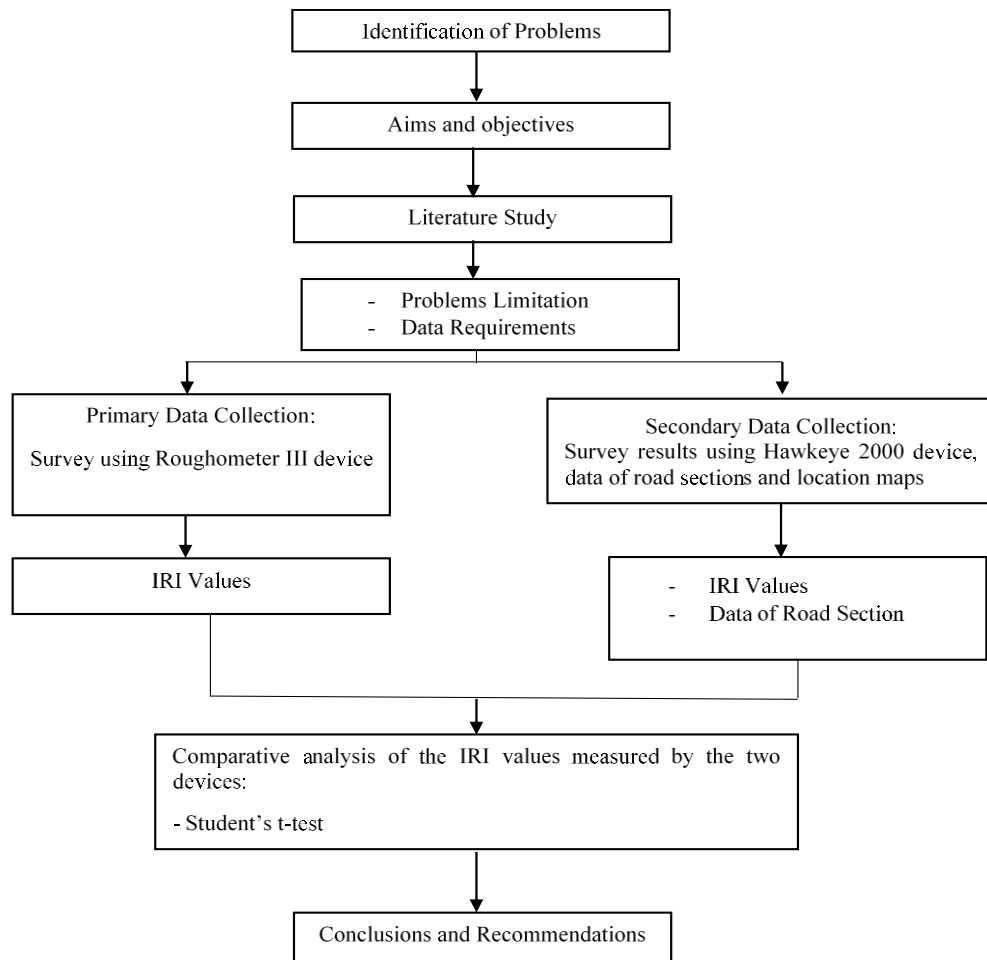 Identification of Problems
Aims and objectives
Literature Study
- Problems Limitation
- Data Requirements
Primary Data Collection:
Survey using Roughometer III device
Secondary Data Collection:
Survey results using Hawkeye 2000 device,
data of road sections and location maps
IRI Values
- IRI Values
- Data of Road Section
Comparative analysis of the IRI values measured by the two
devices:
- Student's t-test
Conclusions and Recommendations